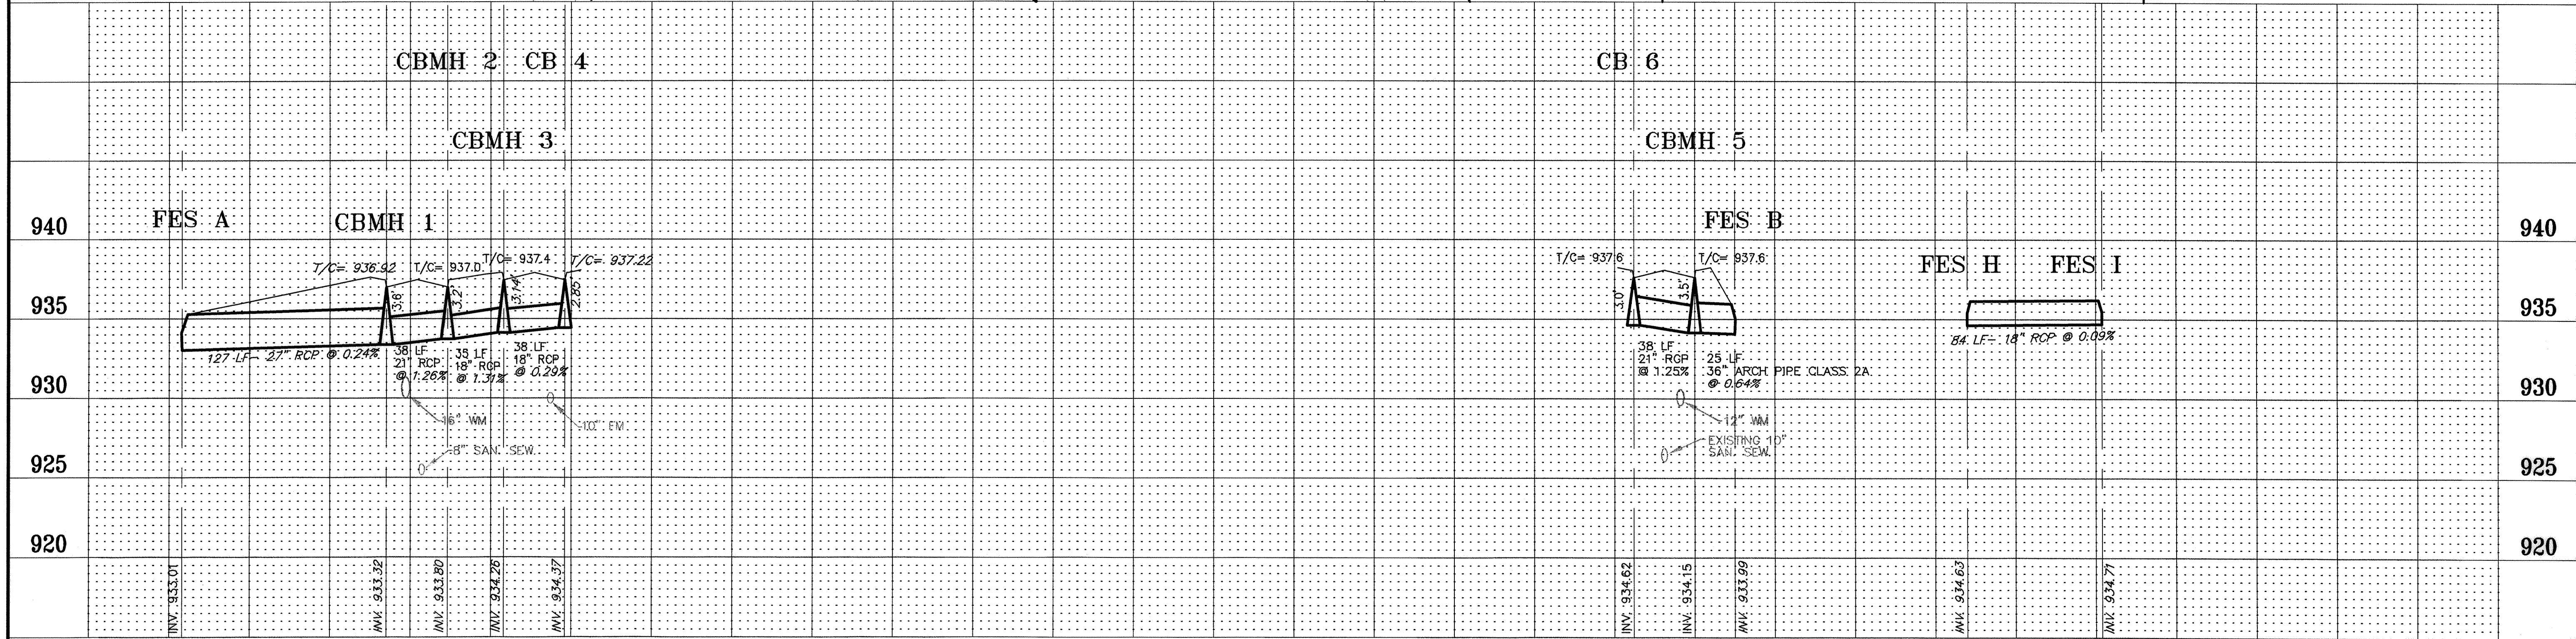 CBMH 2 CB 4
CB 6
CBMH 3
CBMH 5
FES A
CBMH 1
FES B
FES H FES I
940
940
T/C= 936.92
T/C= 937.0
T/C= 937.4
T/C= 937.22
T/C= 937.6
T/C= 937.6
3.6'
3.2'
3.14'
2.85'
3.0'
3.5'
935
935
127 LF- 27" RCP @ 0.24%
38 LF
21" RCP
@ 1.26%
35 LF
18" RCP
@ 1.31%
38 LF
18" RCP
@ 0.29%
38 LF
21" RCP
@ 1.25%
25 LF
36" ARCH PIPE CLASS 2A
@ 0.64%
84 LF- 18" RCP @ 0.09%
930
930
16" WM
10" FM
12" WM
8" SAN. SEW.
EXISTING 10"
SAN. SEW.
925
925
920
920
INV. 933.01
INV. 933.32
INV. 933.80
INV. 934.26
INV. 934.37
INV. 934.62
INV. 934.15
INV. 933.99
INV. 934.63
INV. 934.71